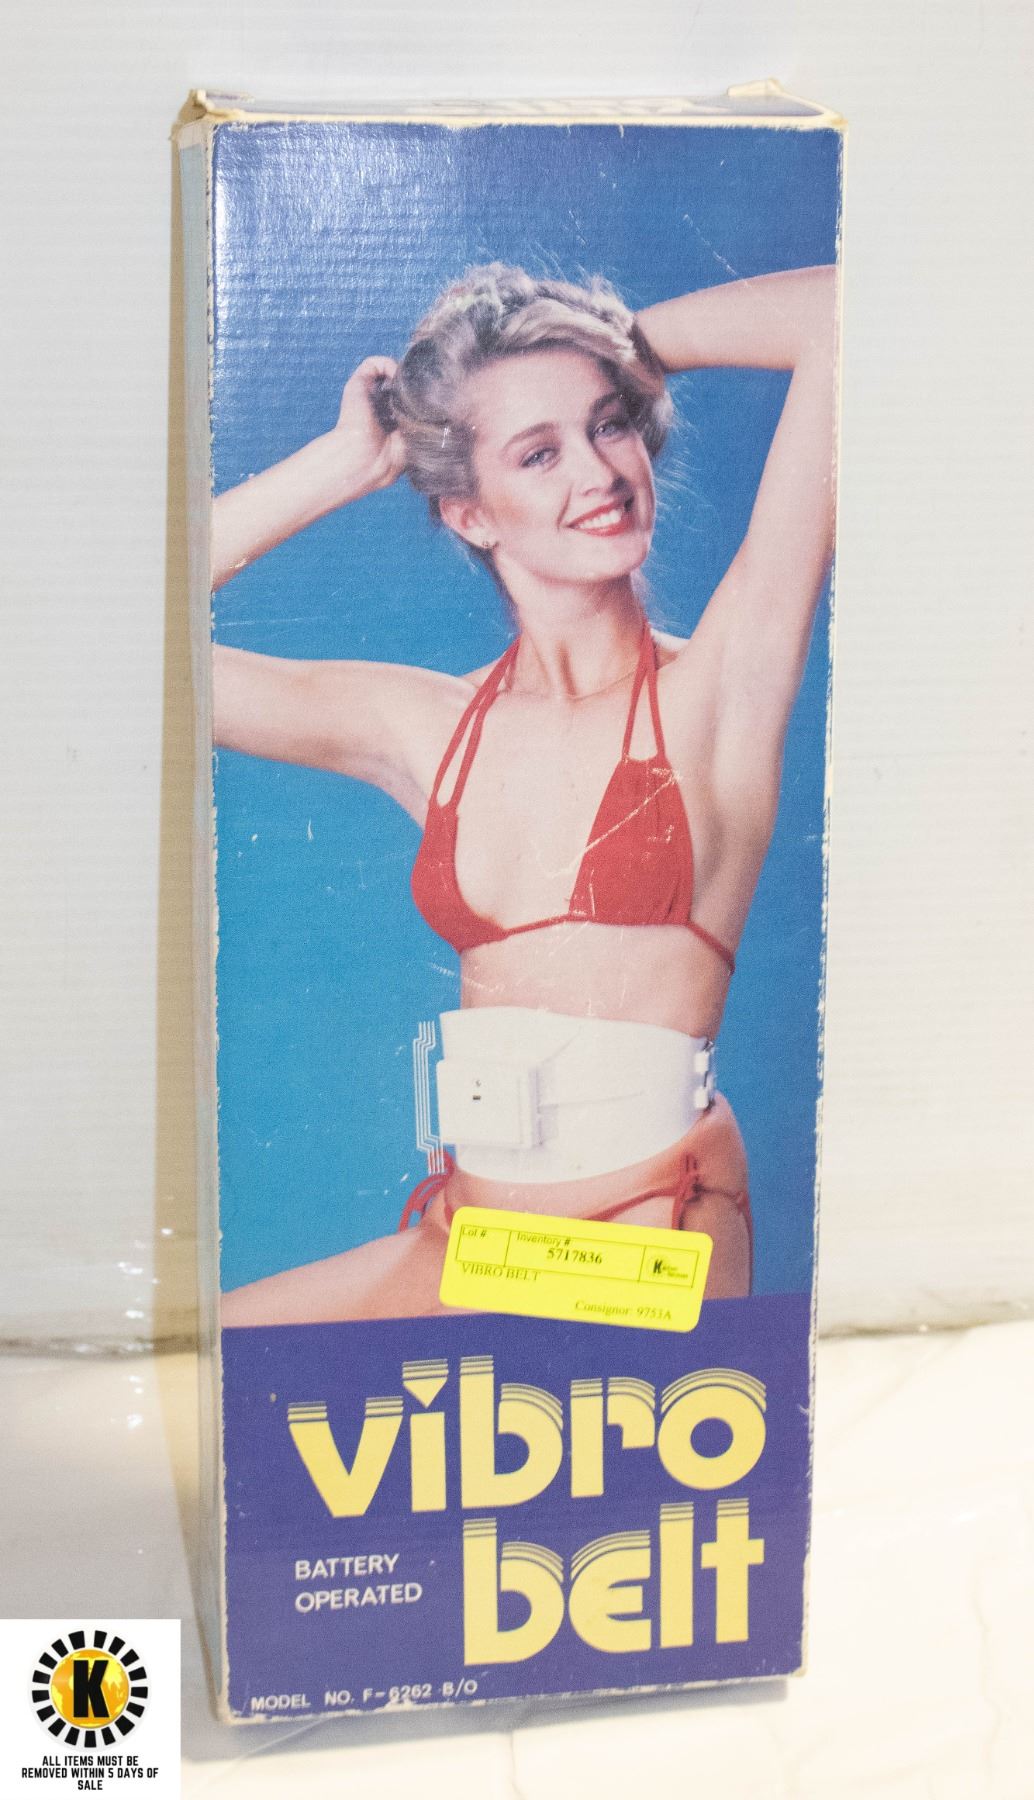 Lot #
Inventory #
5717836
K
VIBRO BELT
Consignor: 9753A
vibro
belt
BATTERY
OPERATED
MODEL NO. F-6262 B/O
K
ALL ITEMS MUST BE
REMOVED WITHIN 5 DAYS OF
SALE